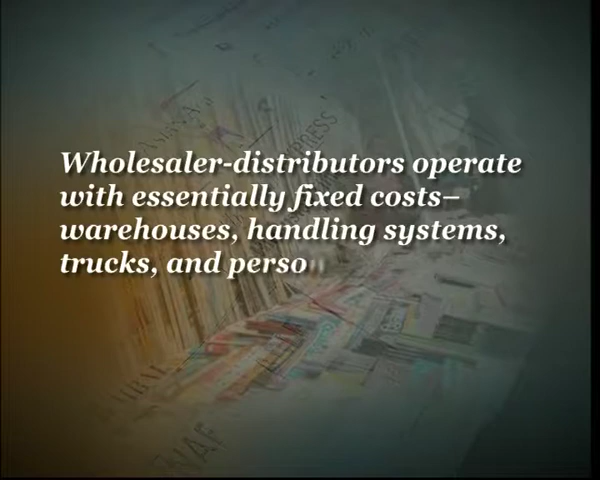 Wholesaler-distributors operate
with essentially fixed costs–
warehouses, handling systems,
trucks, and perso